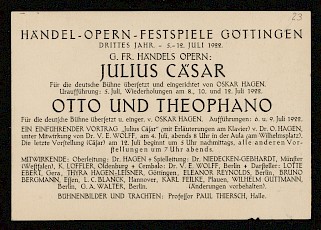 23
HÄNDEL-OPERN-FESTSPIELE GÖTTINGEN
DRITTES JAHR. - 5.-12. JULI 1922.
G. FR. HÄNDELS OPERN:
JULIUS CÄSAR
Für die deutsche Bühne übersetzt und eingerichtet von OSKAR HAGEN.
Uraufführung: 5. Juli, Wiederholungen am 8., 10. und 12. Juli 1922.
OTTO UND THEOPHANO
Für die deutsche Bühne übersetzt u. einger. v. OSKAR HAGEN. Aufführungen: 6. u. 9. Juli 1922.
EIN EINFÜHRENDER VORTRAG „Julius Cäsar" (mit Erläuterungen am Klavier) v. Dr. O. HAGEN,
unter Mitwirkung von Dr. V. E. WOLFF, am 4. Juli, abends 8 Uhr in der Aula (am Wilhelmsplatz).
Die letzte Vorstellung (Cäsar) am 12. Juli beginnt um 3 Uhr nachmittags, alle anderen Vor-
stellungen um 7 Uhr abends.
MITWIRKENDE: Oberleitung: Dr. HAGEN + Spielleitung: Dr. NIEDECKEN-GEBHARDT, Münster
(Westfalen), K. LÖFFLER, Oldenburg + Cembalo: Dr. V. E. WOLFF, Berlin + Darsteller: LOTTE
EBERT, Gera, THYRA HAGEN-LEISNER, Göttingen, ELEANOR REYNOLDS, Berlin, BRUNO
BERGMANN, Essen, L. C. BLANCK, Hannover, KARL FEILKE, Plauen, WILHELM GUTTMANN,
Berlin, G. A. WALTER, Berlin. (Änderungen vorbehalten).
BÜHNENBILDER UND TRACHTEN: Professor PAUL THIERSCH, Halle.